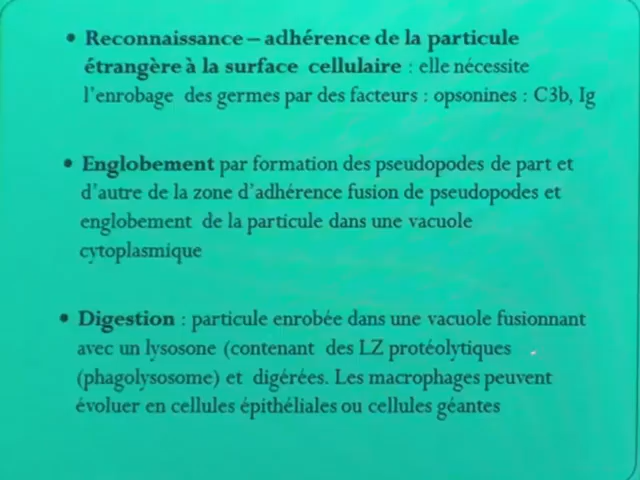 • Reconnaissance – adhérence de la particule
étrangère à la surface cellulaire : elle nécessite
l'enrobage des germes par des facteurs : opsonines : C3b, Ig
• Englobement par formation des pseudopodes de part et
d'autre de la zone d'adhérence fusion de pseudopodes et
englobement de la particule dans une vacuole
cytoplasmique
• Digestion : particule enrobée dans une vacuole fusionnant
avec un lysosone (contenant des LZ protéolytiques
(phagolysosome) et digérées. Les macrophages peuvent
évoluer en cellules épithéliales ou cellules géantes